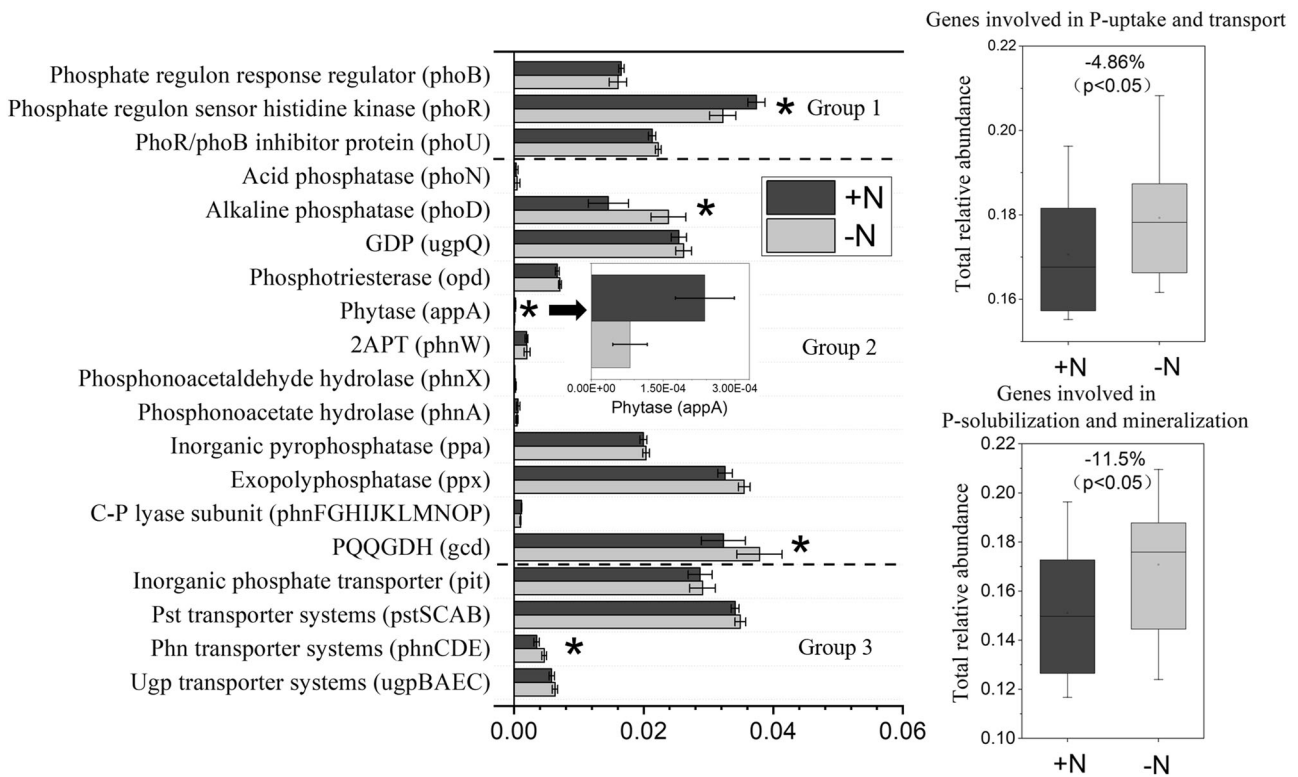 Phosphate regulon response regulator (phoB)
Phosphate regulon sensor histidine kinase (phoR)
PhoR/phoB inhibitor protein (phoU)
Acid phosphatase (phoN)
Alkaline phosphatase (phoD)
GDP (ugpQ)
Phosphotriesterase (opd)
Phytase (appA)
2APT (phnW)
Phosphonoacetaldehyde hydrolase (phnX)
Phosphonoacetate hydrolase (phnA)
Inorganic pyrophosphatase (ppa)
Exopolyphosphatase (ppx)
C-P lyase subunit (phnFGHIJKLMNOP)
PQQGDH (gcd)
Inorganic phosphate transporter (pit)
Pst transporter systems (pstSCAB)
Phn transporter systems (phnCDE)
Ugp transporter systems (ugpBAEC)
* Group 1
*
+N
-N
*
0.00E+00 1.50E-04 3.00E-04
Phytase (appA)
Group 2
*
* Group 3
0.00 0.02 0.04 0.06
Genes involved in P-uptake and transport
-4.86%
(p<0.05)
Total relative abundance
0.22
0.20
0.18
0.16
+N -N
Genes involved in
P-solubilization and mineralization
-11.5%
(p<0.05)
Total relative abundance
0.22
0.20
0.18
0.16
0.14
0.12
0.10
+N -N